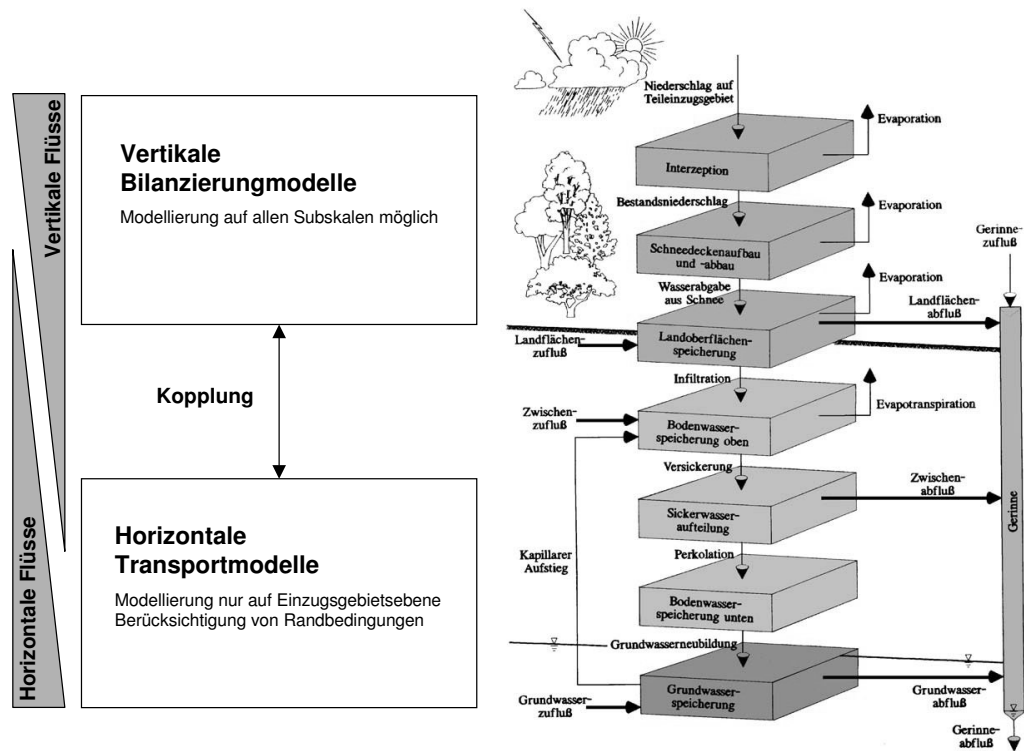 Vertikale Flüsse
Horizontale Flüsse
Vertikale
Bilanzierungmodelle
Modellierung auf allen Subskalen möglich
Kopplung
Horizontale
Transportmodelle
Modellierung nur auf Einzugsgebietsebene
Berücksichtigung von Randbedingungen
Niederschlag auf
Teileinzugsgebiet
Evaporation
Interzeption
Bestandsniederschlag
Evaporation
Schneedeckenaufbau
und -abbau
Gerinne-
zufluß
Wasserabgabe
aus Schnee
Evaporation
Landflächen-
abfluß
Landflächen-
zufluß
Landoberflächen-
speicherung
Infiltration
Zwischen-
zufluß
Evapotranspiration
Bodenwasser-
speicherung oben
Versickerung
Zwischen-
abfluß
Sickerwasser-
aufteilung
Gerinne
Kapillarer
Aufstieg
Perkolation
Bodenwasser-
speicherung unten
Grundwasserneubildung
Grundwasser-
zufluß
Grundwasser-
speicherung
Grundwasser-
abfluß
Gerinne-
abfluß